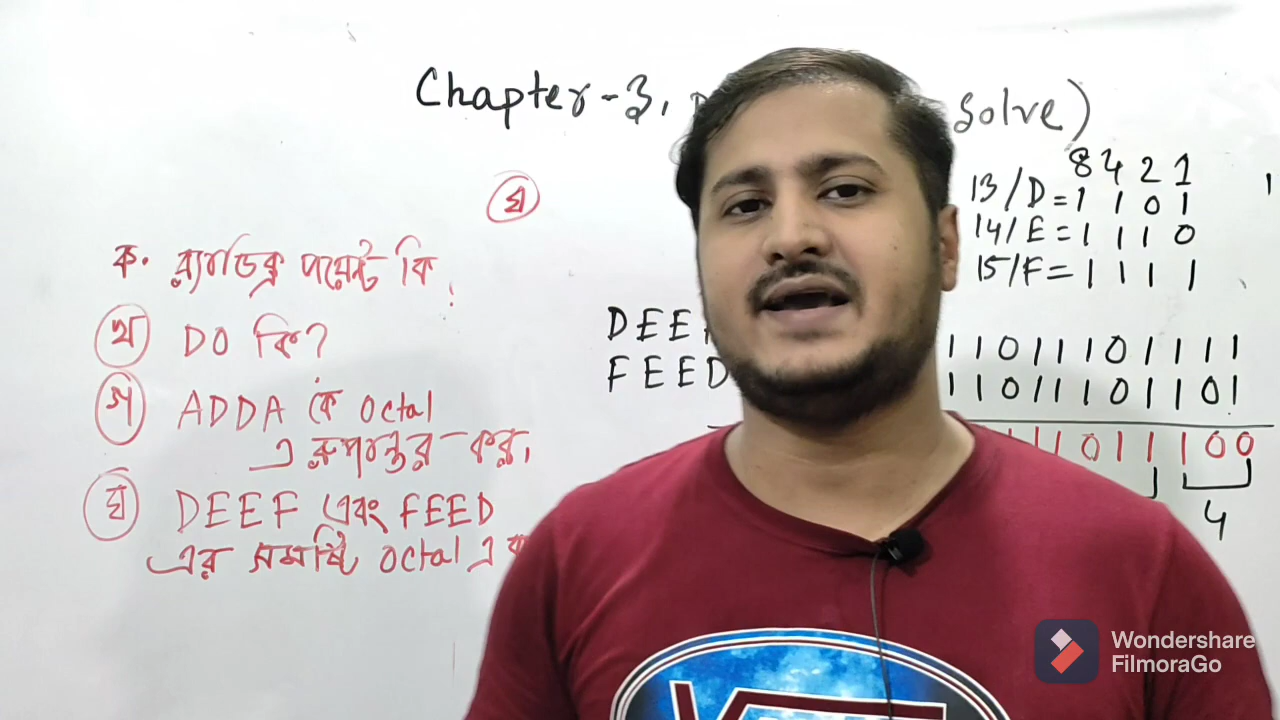 Chapter-3,
Solve)
ঘ
8 4 2 1
13/D = 1 1 0 1
14/E = 1 1 1 0
15/F = 1 1 1 1
ক. র‍্যাডিক্স পয়েন্ট কি
খ DO কি?
গ ADDA কে Octal
এ রুপান্তর কর।
ঘ DEEF এবং FEED
এর সমষ্টি octal এ
DEE
FEED
1 1 0 1 1 1 0 1 1 1 1
1 1 0 1 1 1 0 1 1 0 1
1 1 0 1 1 1 0 0
4
Wondershare
FilmoraGo